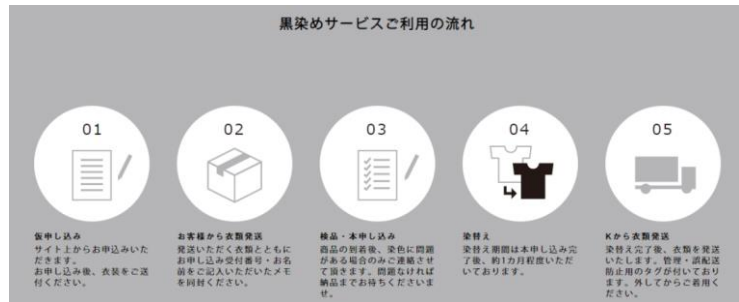 黒染めサービスご利用の流れ
01
仮申し込み
サイト上からお申込みいた
だきます。
お申し込み後、衣装をご送
付ください。
02
お客様から衣類発送
発送いただく衣類とともに
お申し込み受付番号・お名
前をご記入いただいたメモ
を同封ください。
03
検品・本申し込み
商品の到着後、染色に問題
がある場合のみご連絡させ
て頂きます。問題なければ
納品までお待ちくださいま
せ。
04
染替え
染替え期間は本申し込み完
了後、約1カ月程度いただ
いております。
05
Kから衣類発送
染替え完了後、衣類を発送
いたします。管理・誤配送
防止用のタグが付いており
ます。外してからご着用く
ださい。